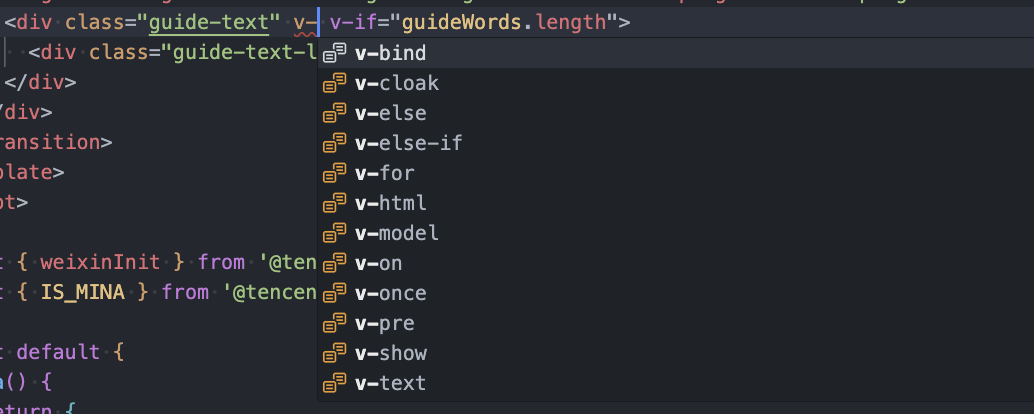 <div class="guide-text" v- v-if="guideWords.length">
v-bind
<div class="guide-text-l
v-cloak
</div>
v-else
/div>
v-else-if
ransition>
v-for
plate>
v-html
pt>
v-model
v-on
t { weixinInit } from '@ten
v-once
t { IS_MINA } from '@tencen
v-pre
v-show
t default {
v-text
a() {
return {